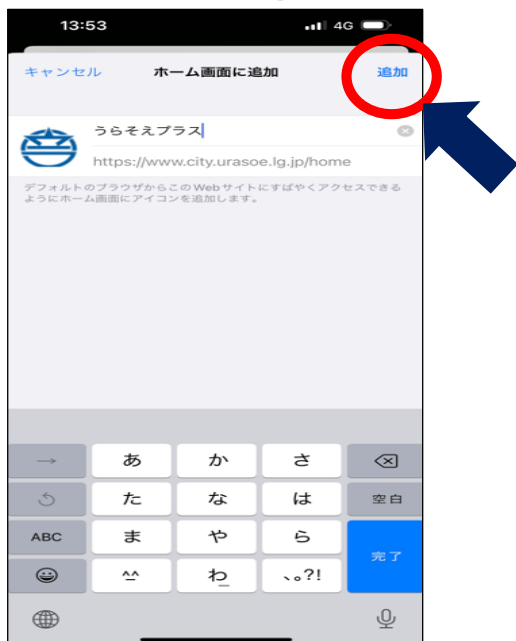 13:53
4G
キャンセル ホーム画面に追加 追加
うらそえプラス
https://www.city.urasoe.lg.jp/home
デフォルトのブラウザからこのWebサイトにすばやくアクセスできる
ようにホーム画面にアイコンを追加します。
→ あ か さ
た な は 空白
ABC ま や ら
完了
^^ わ_ 、。?!